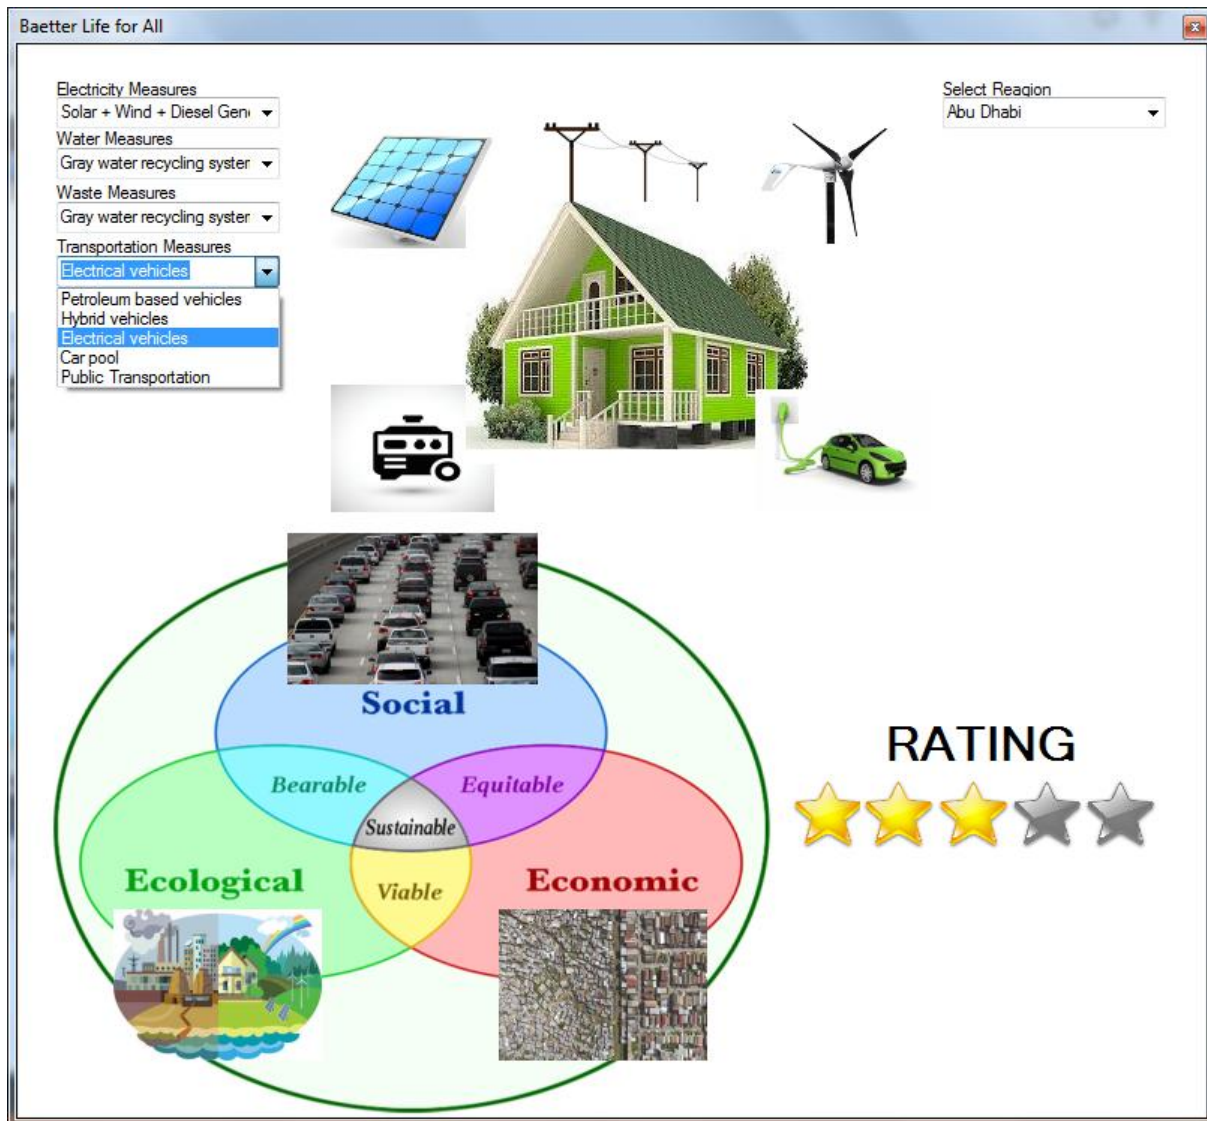 Baetter Life for All
Electricity Measures
Solar + Wind + Diesel Gen
Water Measures
Gray water recycling syster
Waste Measures
Gray water recycling syster
Transportation Measures
Electrical vehicles
Petroleum based vehicles
Hybrid vehicles
Electrical vehicles
Car pool
Public Transportation
Select Reagion
Abu Dhabi
Social
Bearable
Equitable
Sustainable
Ecological
Viable
Economic
RATING